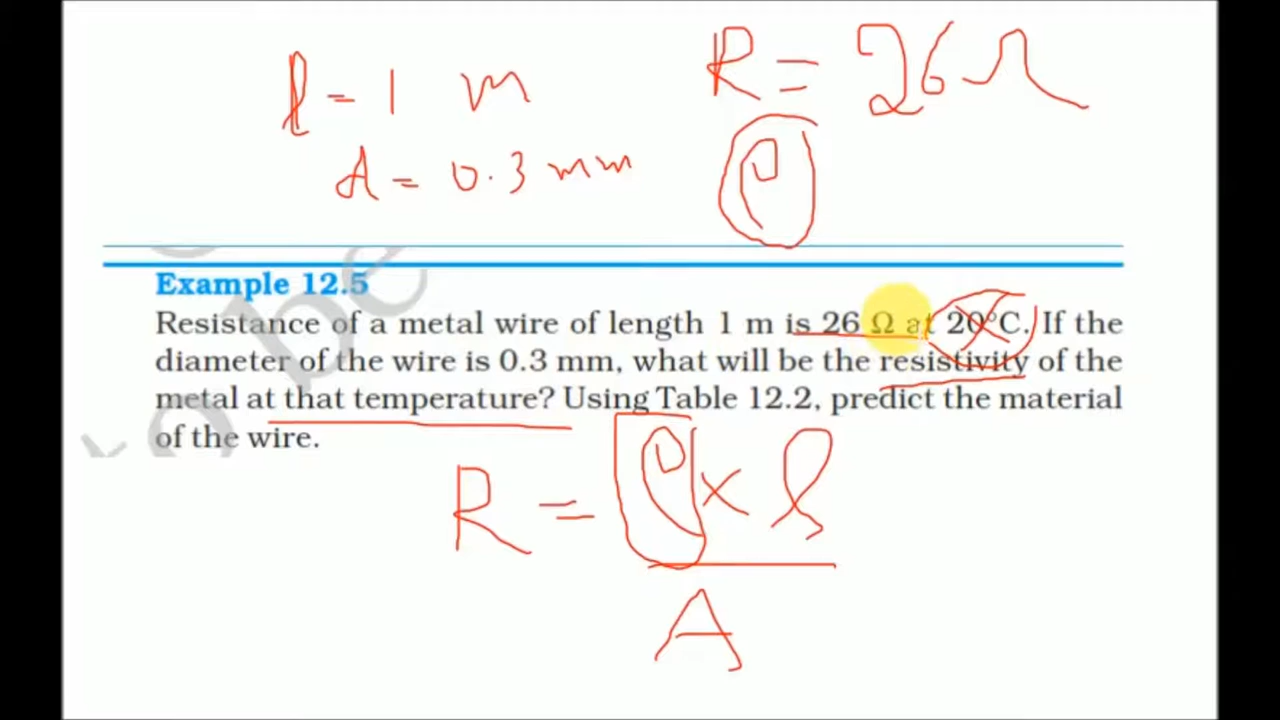 l = 1 m
R = 26 Ω
d = 0.3 mm
ρ
Example 12.5
Resistance of a metal wire of length 1 m is 26 Ω at 20°C. If the
diameter of the wire is 0.3 mm, what will be the resistivity of the
metal at that temperature? Using Table 12.2, predict the material
of the wire.
R = ρ × l
A